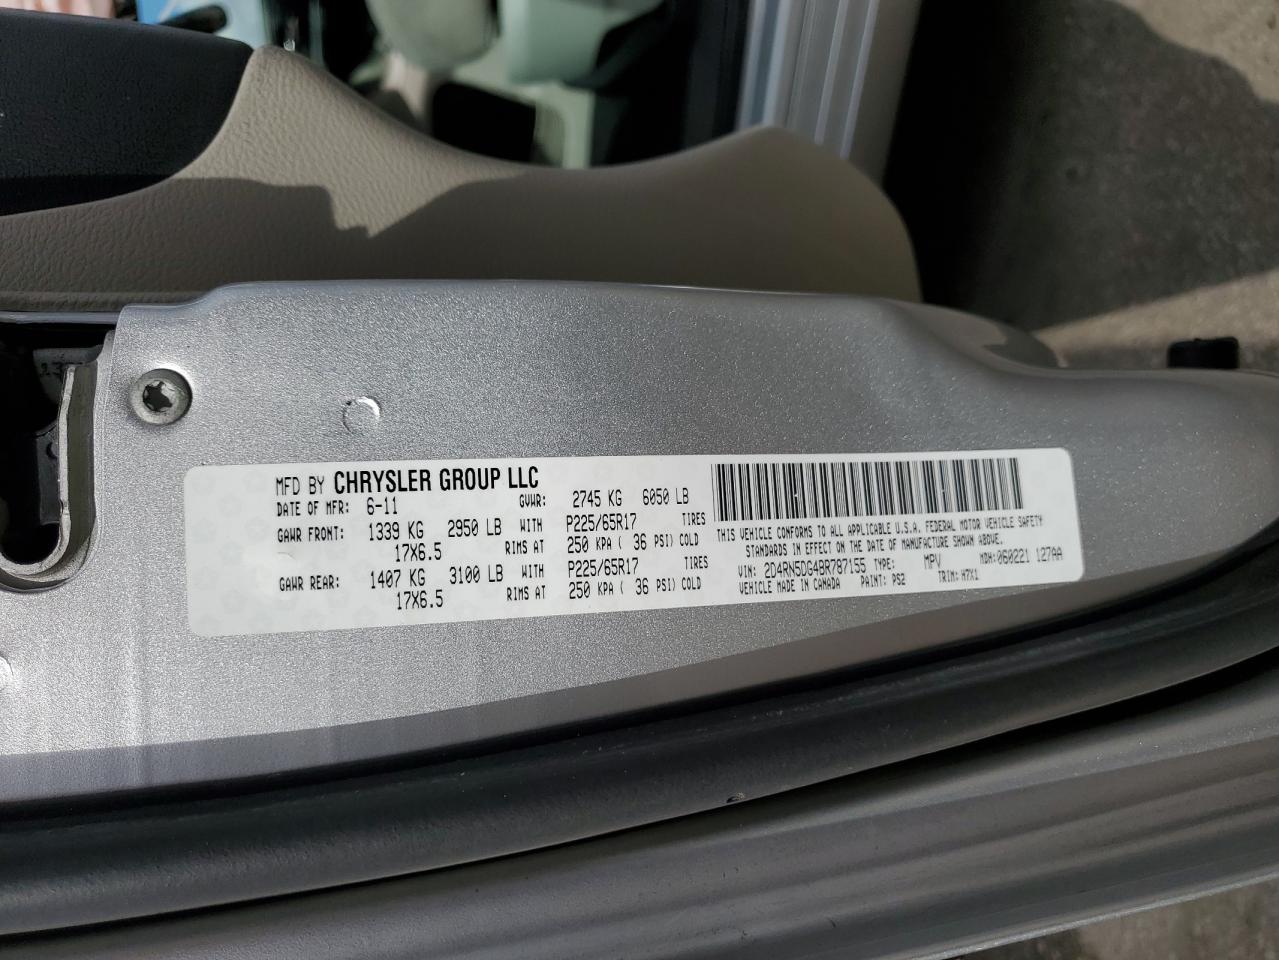 MFD BY CHRYSLER GROUP LLC
DATE OF MFR: 6-11 GVWR: 2745 KG 6050 LB
GAWR FRONT: 1339 KG 2950 LB WITH P225/65R17 TIRES
17X6.5 RIMS AT 250 KPA ( 36 PSI) COLD
GAWR REAR: 1407 KG 3100 LB WITH P225/65R17 TIRES
17X6.5 RIMS AT 250 KPA ( 36 PSI) COLD
THIS VEHICLE CONFORMS TO ALL APPLICABLE U.S.A. FEDERAL MOTOR VEHICLE SAFETY
STANDARDS IN EFFECT ON THE DATE OF MANUFACTURE SHOWN ABOVE.
VIN: 2D4RN5DG4BR787155 TYPE: MPV MDH: 060221 127AA
VEHICLE MADE IN CANADA PAINT: PS2 TRIM: H7X1